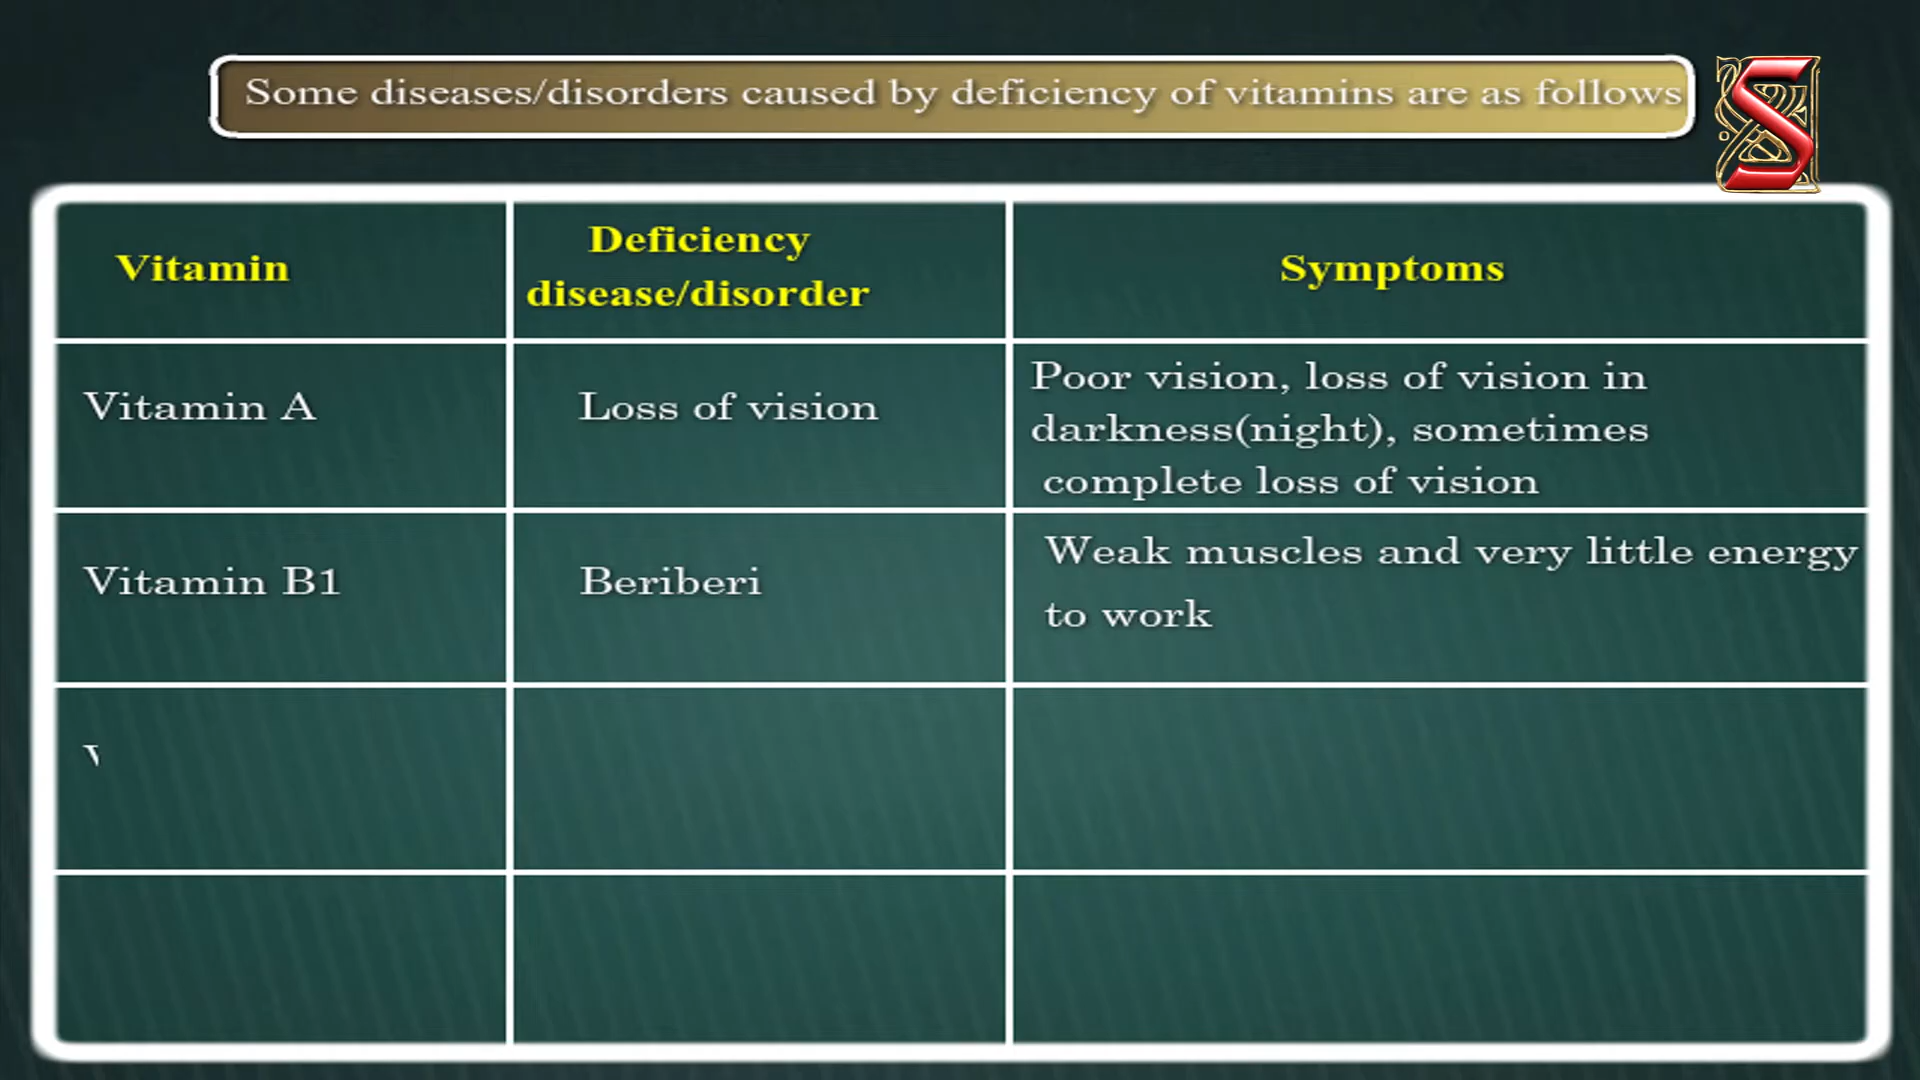 Some diseases/disorders caused by deficiency of vitamins are as follows
S
Vitamin
Deficiency
disease/disorder
Symptoms
Vitamin A
Loss of vision
Poor vision, loss of vision in
darkness(night), sometimes
complete loss of vision
Vitamin B1
Beriberi
Weak muscles and very little energy
to work